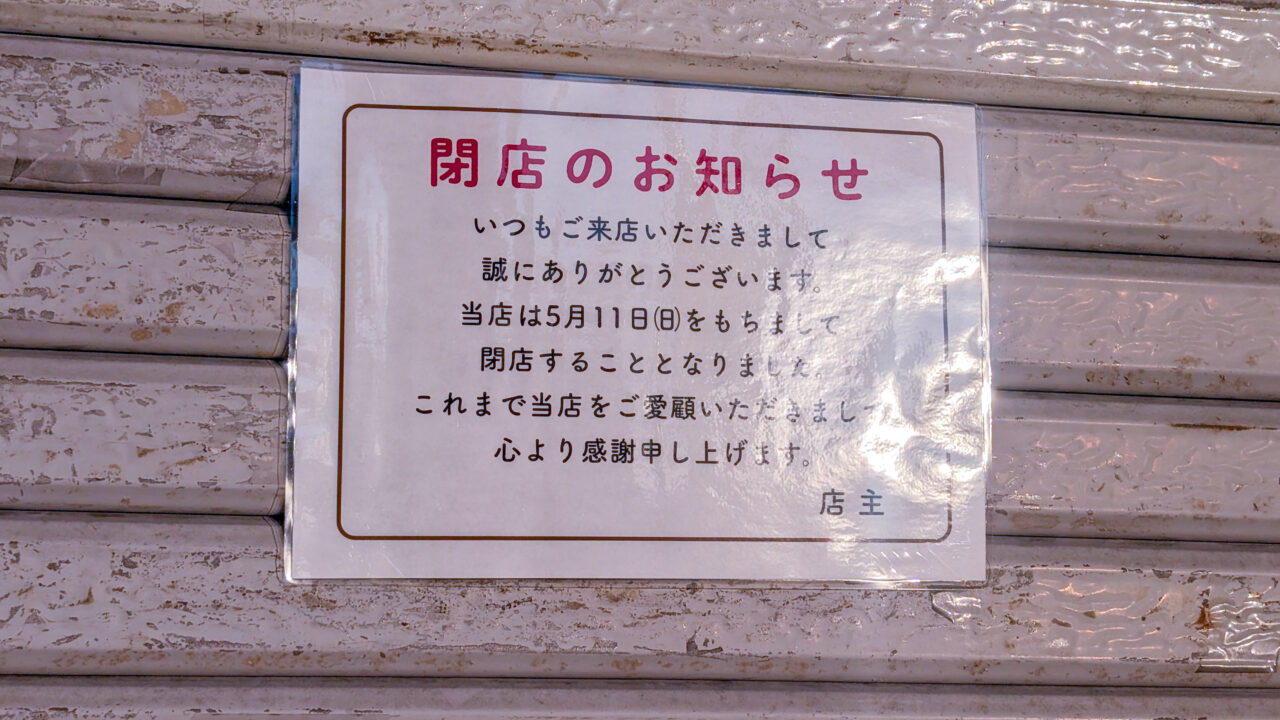 閉店のお知らせ
いつもご来店いただきまして
誠にありがとうございます。
当店は5月11日㈰をもちまして
閉店することとなりました。
これまで当店をご愛顧いただきまして
心より感謝申し上げます。
店主